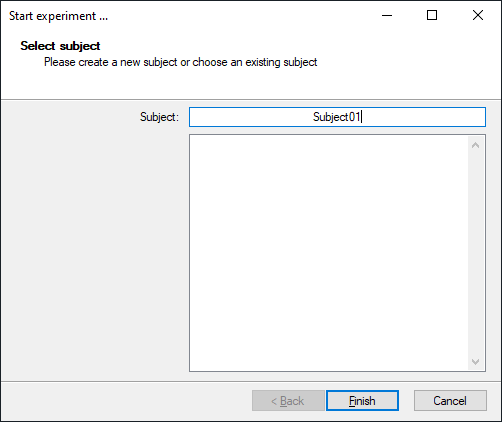 Start experiment ...
Select subject
Please create a new subject or choose an existing subject
Subject: Subject01
< Back Finish Cancel